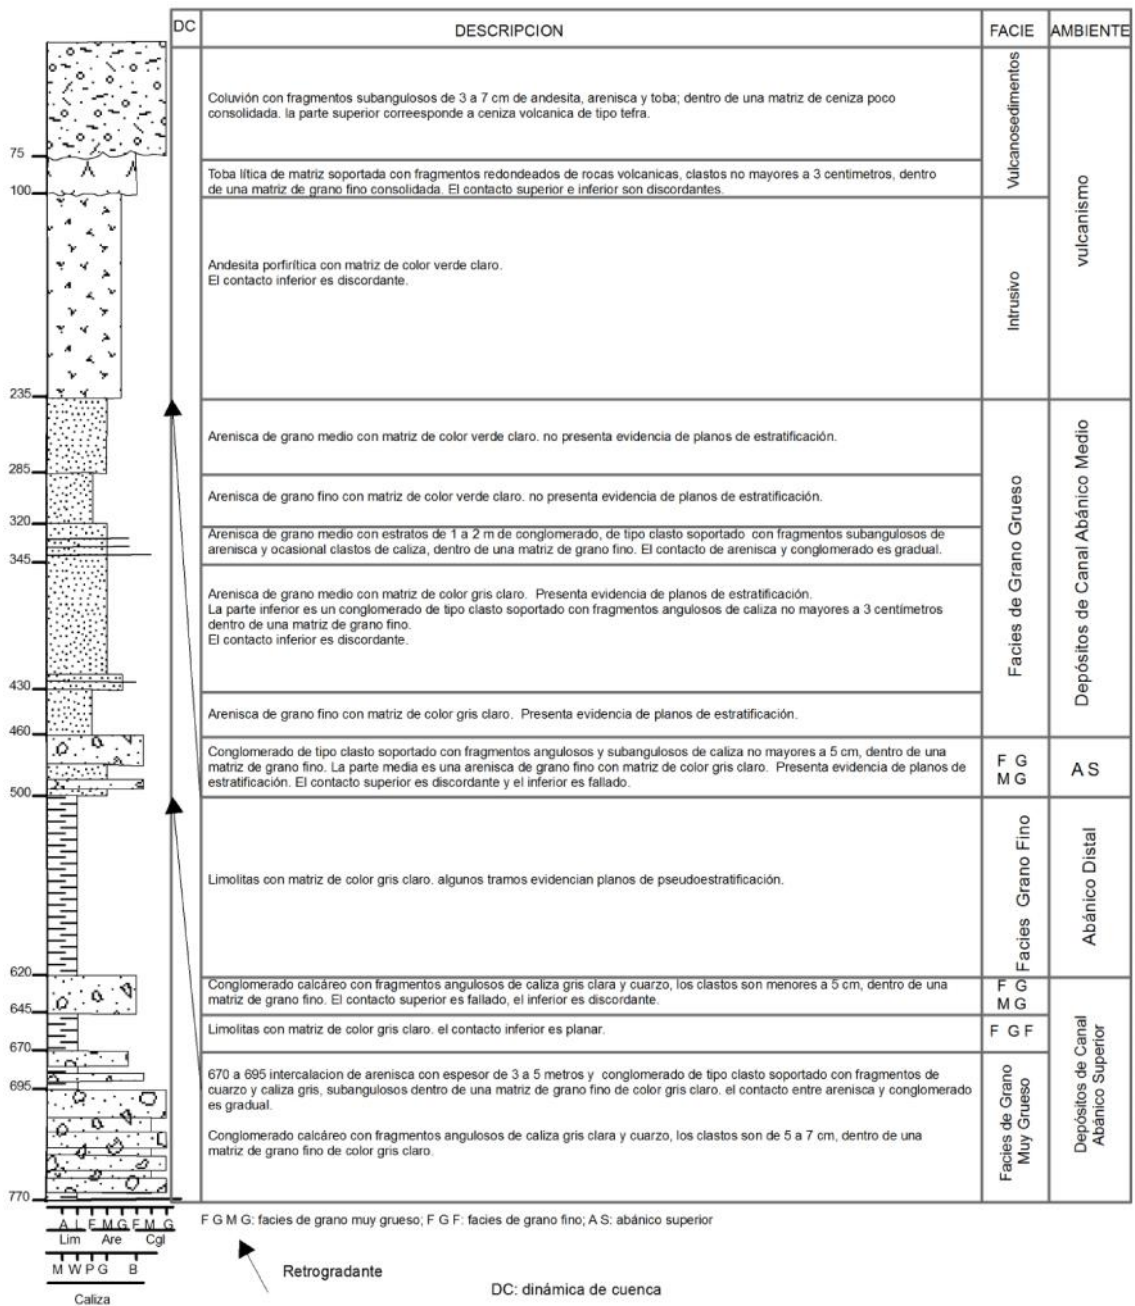 DC DESCRIPCION FACIE AMBIENTE
Coluvión con fragmentos subangulosos de 3 a 7 cm de andesita, arenisca y toba; dentro de una matriz de ceniza poco
consolidada. la parte superior correesponde a ceniza volcanica de tipo tefra.
Vulcanosedimentos
75
Toba lítica de matriz soportada con fragmentos redondeados de rocas volcanicas, clastos no mayores a 3 centimetros, dentro
de una matriz de grano fino consolidada. El contacto superior e inferior son discordantes.
100
vulcanismo
Andesita porfirítica con matriz de color verde claro.
El contacto inferior es discordante.
Intrusivo
235
Arenisca de grano medio con matriz de color verde claro. no presenta evidencia de planos de estratificación.
285
Arenisca de grano fino con matriz de color verde claro. no presenta evidencia de planos de estratificación.
320
Arenisca de grano medio con estratos de 1 a 2 m de conglomerado, de tipo clasto soportado con fragmentos subangulosos de
arenisca y ocasional clastos de caliza, dentro de una matriz de grano fino. El contacto de arenisca y conglomerado es gradual.
345
Arenisca de grano medio con matriz de color gris claro. Presenta evidencia de planos de estratificación.
La parte inferior es un conglomerado de tipo clasto soportado con fragmentos angulosos de caliza no mayores a 3 centímetros
dentro de una matriz de grano fino.
El contacto inferior es discordante.
Facies de Grano Grueso
Depósitos de Canal Abánico Medio
430
Arenisca de grano fino con matriz de color gris claro. Presenta evidencia de planos de estratificación.
460
Conglomerado de tipo clasto soportado con fragmentos angulosos y subangulosos de caliza no mayores a 5 cm, dentro de una
matriz de grano fino. La parte media es una arenisca de grano fino con matriz de color gris claro. Presenta evidencia de planos de
estratificación. El contacto superior es discordante y el inferior es fallado.
F G
M G
A S
500
Limolitas con matriz de color gris claro. algunos tramos evidencian planos de pseudoestratificación.
Facies Grano Fino
Abánico Distal
620
Conglomerado calcáreo con fragmentos angulosos de caliza gris clara y cuarzo, los clastos son menores a 5 cm, dentro de una
matriz de grano fino. El contacto superior es fallado, el inferior es discordante.
F G
M G
645
Limolitas con matriz de color gris claro. el contacto inferior es planar.
F G F
670
670 a 695 intercalacion de arenisca con espesor de 3 a 5 metros y conglomerado de tipo clasto soportado con fragmentos de
cuarzo y caliza gris, subangulosos dentro de una matriz de grano fino de color gris claro. el contacto entre arenisca y conglomerado
es gradual.
695
Conglomerado calcáreo con fragmentos angulosos de caliza gris clara y cuarzo, los clastos son de 5 a 7 cm, dentro de una
matriz de grano fino de color gris claro.
Facies de Grano
Muy Grueso
Depósitos de Canal
Abánico Superior
770
A L F M G F M G
Lim Are Cgl
M W P G B
Caliza
F G M G: facies de grano muy grueso; F G F: facies de grano fino; A S: abánico superior
Retrogradante
DC: dinámica de cuenca